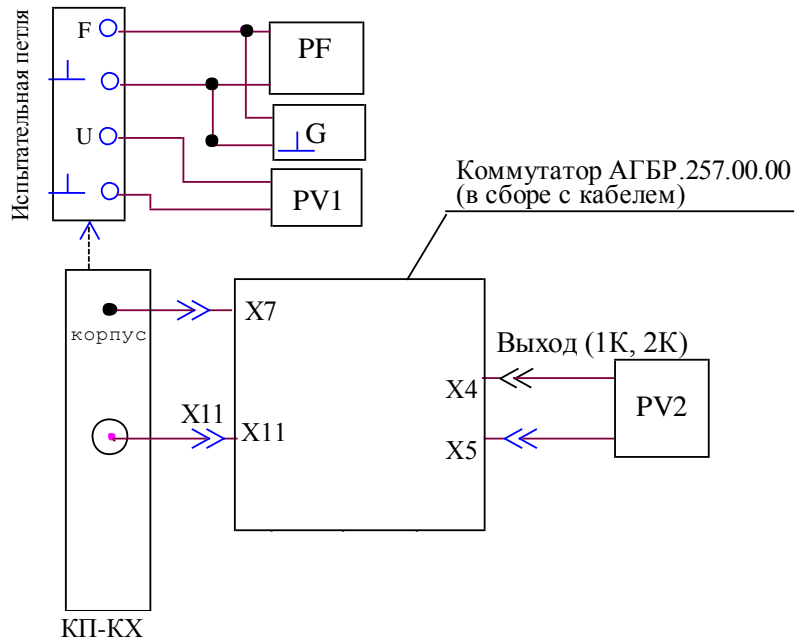 Испытательная петля
F
PF
G
U
PV1
Коммутатор АГБР.257.00.00
(в сборе с кабелем)
X7
корпус
Выход (1К, 2К)
X4
PV2
X11
X11
X5
КП-КХ